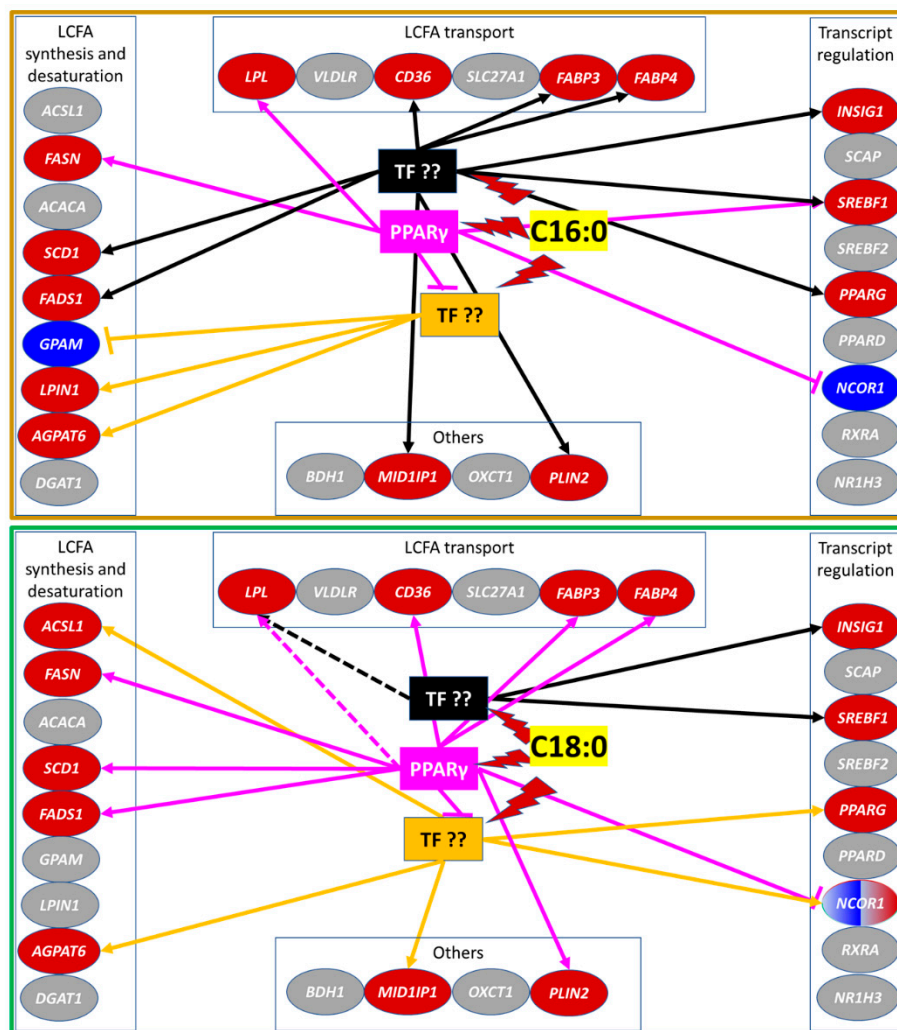 LCFA
synthesis and
desaturation
ACSL1
FASN
ACACA
SCD1
FADS1
GPAM
LPIN1
AGPAT6
DGAT1
LCFA transport
LPL
VLDLR
CD36
SLC27A1
FABP3
FABP4
TF ??
PPARγ
C16:0
TF ??
Others
BDH1
MID1IP1
OXCT1
PLIN2
Transcript
regulation
INSIG1
SCAP
SREBF1
SREBF2
PPARG
PPARD
NCOR1
RXRA
NR1H3
LCFA
synthesis and
desaturation
ACSL1
FASN
ACACA
SCD1
FADS1
GPAM
LPIN1
AGPAT6
DGAT1
LCFA transport
LPL
VLDLR
CD36
SLC27A1
FABP3
FABP4
TF ??
C18:0
PPARγ
TF ??
Others
BDH1
MID1IP1
OXCT1
PLIN2
Transcript
regulation
INSIG1
SCAP
SREBF1
SREBF2
PPARG
PPARD
NCOR1
RXRA
NR1H3